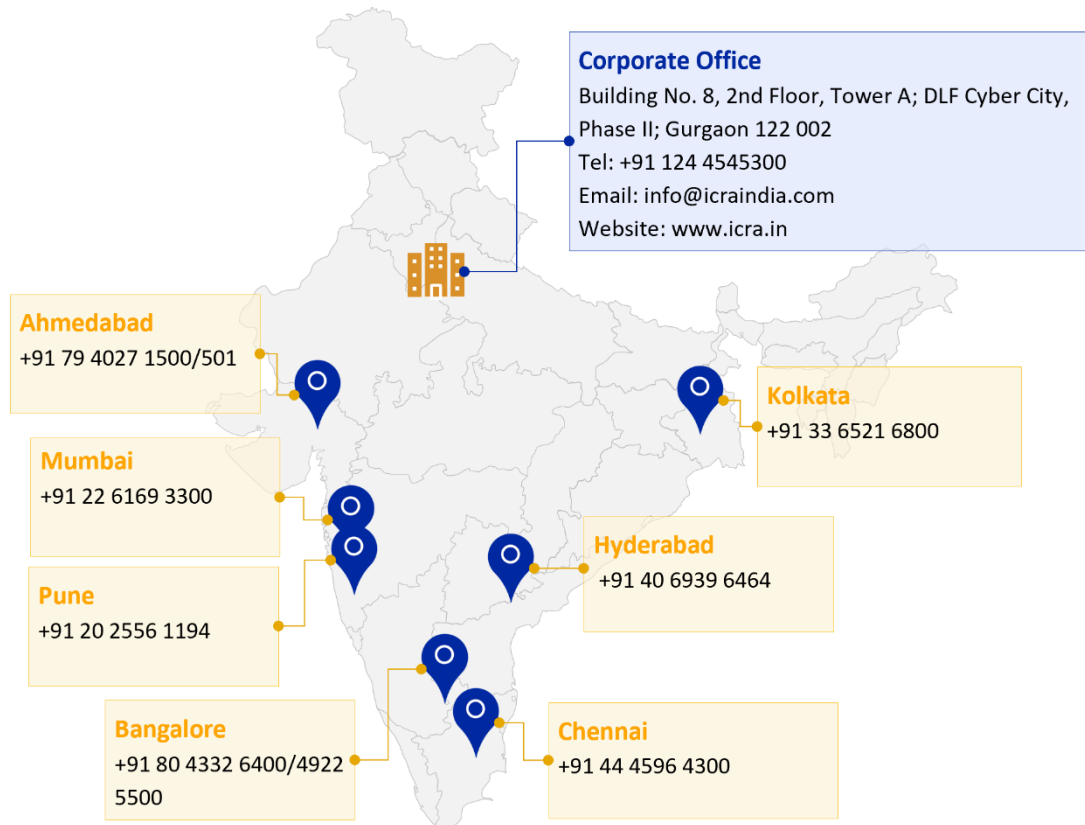 Corporate Office
Building No. 8, 2nd Floor, Tower A; DLF Cyber City,
Phase II; Gurgaon 122 002
Tel: +91 124 4545300
Email: info@icraindia.com
Website: www.icra.in
Ahmedabad
+91 79 4027 1500/501
Kolkata
+91 33 6521 6800
Mumbai
+91 22 6169 3300
Hyderabad
+91 40 6939 6464
Pune
+91 20 2556 1194
Bangalore
+91 80 4332 6400/4922
5500
Chennai
+91 44 4596 4300